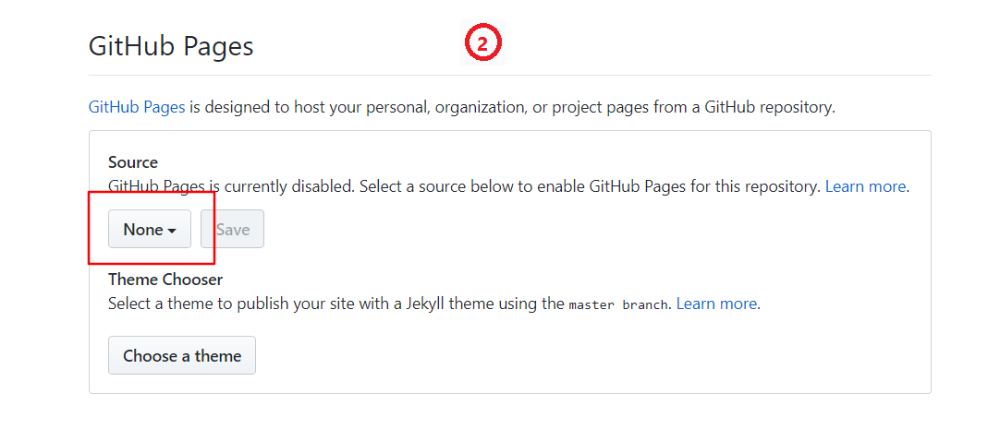 GitHub Pages
2
GitHub Pages is designed to host your personal, organization, or project pages from a GitHub repository.
Source
GitHub Pages is currently disabled. Select a source below to enable GitHub Pages for this repository. Learn more.
None Save
Theme Chooser
Select a theme to publish your site with a Jekyll theme using the master branch. Learn more.
Choose a theme